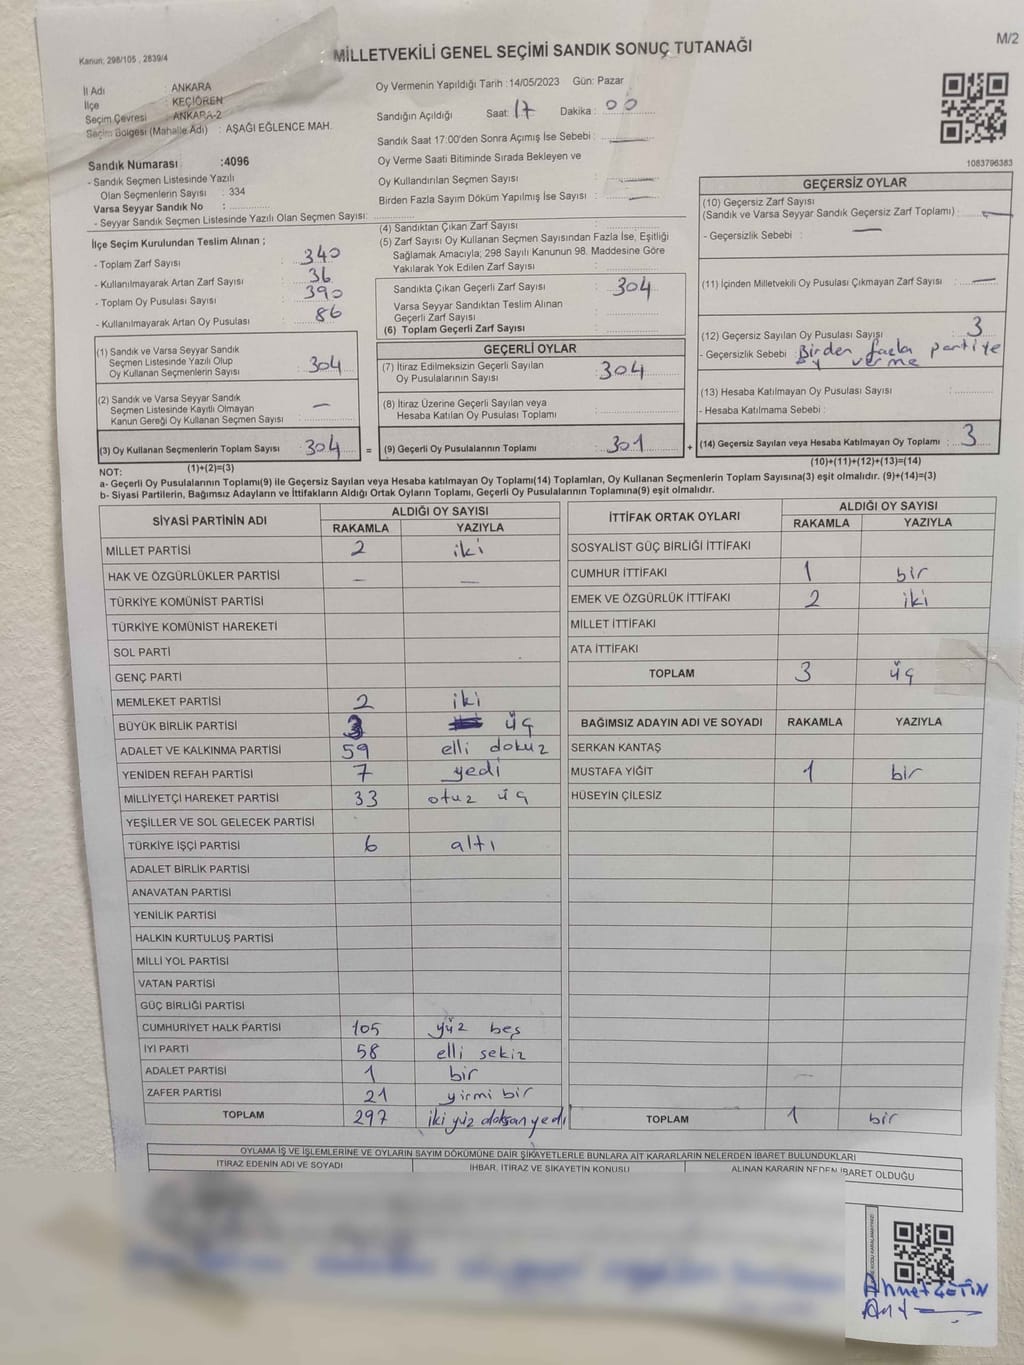 Kanun: 298/105 , 2839/4
MİLLETVEKİLİ GENEL SEÇİMİ SANDIK SONUÇ TUTANAĞI
M/2
İl Adı : ANKARA
İlçe : KEÇİÖREN
Seçim Çevresi : ANKARA-2
Seçim Bölgesi (Mahalle Adı) : AŞAĞI EĞLENCE MAH.
Oy Vermenin Yapıldığı Tarih :14/05/2023 Gün: Pazar
Sandığın Açıldığı Saat: 17 Dakika : 00
Sandık Saat 17:00'den Sonra Açımış İse Sebebi :
Oy Verme Saati Bitiminde Sırada Bekleyen ve
Oy Kullandırılan Seçmen Sayısı :
Birden Fazla Sayım Döküm Yapılmış İse Sayısı :
1083796383
Sandık Numarası :4096
- Sandık Seçmen Listesinde Yazılı
Olan Seçmenlerin Sayısı : 334
Varsa Seyyar Sandık No :
- Seyyar Sandık Seçmen Listesinde Yazılı Olan Seçmen Sayısı:
İlçe Seçim Kurulundan Teslim Alınan ;
- Toplam Zarf Sayısı : 340
- Kullanılmayarak Artan Zarf Sayısı : 36
- Toplam Oy Pusulası Sayısı : 390
- Kullanılmayarak Artan Oy Pusulası : 86
(1) Sandık ve Varsa Seyyar Sandık
Seçmen Listesinde Yazılı Olup
Oy Kullanan Seçmenlerin Sayısı : 304
(2) Sandık ve Varsa Seyyar Sandık
Seçmen Listesinde Kayıtlı Olmayan
Kanun Gereği Oy Kullanan Seçmen Sayısı : —
(3) Oy Kullanan Seçmenlerin Toplam Sayısı : 304 =
(1)+(2)=(3)
(4) Sandıktan Çıkan Zarf Sayısı :
(5) Zarf Sayısı Oy Kullanan Seçmen Sayısından Fazla İse, Eşitliği
Sağlamak Amacıyla; 298 Sayılı Kanunun 98. Maddesine Göre
Yakılarak Yok Edilen Zarf Sayısı :
Sandıkta Çıkan Geçerli Zarf Sayısı : 304
Varsa Seyyar Sandıktan Teslim Alınan
Geçerli Zarf Sayısı :
(6) Toplam Geçerli Zarf Sayısı :
GEÇERLİ OYLAR
(7) İtiraz Edilmeksizin Geçerli Sayılan
Oy Pusulalarının Sayısı : 304
(8) İtiraz Üzerine Geçerli Sayılan veya
Hesaba Katılan Oy Pusulası Toplamı :
(9) Geçerli Oy Pusulalarının Toplamı : 301 +
GEÇERSİZ OYLAR
(10) Geçersiz Zarf Sayısı
(Sandık ve Varsa Seyyar Sandık Geçersiz Zarf Toplamı) : —
- Geçersizlik Sebebi : —
(11) İçinden Milletvekili Oy Pusulası Çıkmayan Zarf Sayısı : —
(12) Geçersiz Sayılan Oy Pusulası Sayısı : 3
- Geçersizlik Sebebi : Birden fazla partiye
oy verme
(13) Hesaba Katılmayan Oy Pusulası Sayısı :
- Hesaba Katılmama Sebebi :
(14) Geçersiz Sayılan veya Hesaba Katılmayan Oy Toplamı : 3
(10)+(11)+(12)+(13)=(14)
NOT:
a- Geçerli Oy Pusulalarının Toplamı(9) ile Geçersiz Sayılan veya Hesaba katılmayan Oy Toplamı(14) Toplamları, Oy Kullanan Seçmenlerin Toplam Sayısına(3) eşit olmalıdır. (9)+(14)=(3)
b- Siyasi Partilerin, Bağımsız Adayların ve İttifakların Aldığı Ortak Oyların Toplamı, Geçerli Oy Pusulalarının Toplamına(9) eşit olmalıdır.
SİYASİ PARTİNİN ADI ALDIĞI OY SAYISI
RAKAMLA YAZIYLA
MİLLET PARTİSİ 2 iki
HAK VE ÖZGÜRLÜKLER PARTİSİ — —
TÜRKİYE KOMÜNİST PARTİSİ
TÜRKİYE KOMÜNİST HAREKETİ
SOL PARTİ
GENÇ PARTİ
MEMLEKET PARTİSİ 2 iki
BÜYÜK BİRLİK PARTİSİ 3 üç
ADALET VE KALKINMA PARTİSİ 59 elli dokuz
YENİDEN REFAH PARTİSİ 7 yedi
MİLLİYETÇİ HAREKET PARTİSİ 33 otuz üç
YEŞİLLER VE SOL GELECEK PARTİSİ
TÜRKİYE İŞÇİ PARTİSİ 6 altı
ADALET BİRLİK PARTİSİ
ANAVATAN PARTİSİ
YENİLİK PARTİSİ
HALKIN KURTULUŞ PARTİSİ
MİLLİ YOL PARTİSİ
VATAN PARTİSİ
GÜÇ BİRLİĞİ PARTİSİ
CUMHURİYET HALK PARTİSİ 105 yüz beş
İYİ PARTİ 58 elli sekiz
ADALET PARTİSİ 1 bir
ZAFER PARTİSİ 21 yirmi bir
TOPLAM 297 iki yüz doksan yedi
İTTİFAK ORTAK OYLARI ALDIĞI OY SAYISI
RAKAMLA YAZIYLA
SOSYALİST GÜÇ BİRLİĞİ İTTİFAKI
CUMHUR İTTİFAKI 1 bir
EMEK VE ÖZGÜRLÜK İTTİFAKI 2 iki
MİLLET İTTİFAKI
ATA İTTİFAKI
TOPLAM 3 üç
BAĞIMSIZ ADAYIN ADI VE SOYADI RAKAMLA YAZIYLA
SERKAN KANTAŞ
MUSTAFA YİĞİT 1 bir
HÜSEYİN ÇİLESİZ
TOPLAM 1 bir
OYLAMA İŞ VE İŞLEMLERİNE VE OYLARIN SAYIM DÖKÜMÜNE DAİR ŞİKAYETLERLE BUNLARA AİT KARARLARIN NELERDEN İBARET BULUNDUKLARI
İTİRAZ EDENİN ADI VE SOYADI İHBAR, İTİRAZ VE ŞİKAYETİN KONUSU ALINAN KARARIN NEDEN İBARET OLDUĞU
Ahmet ÇETİN